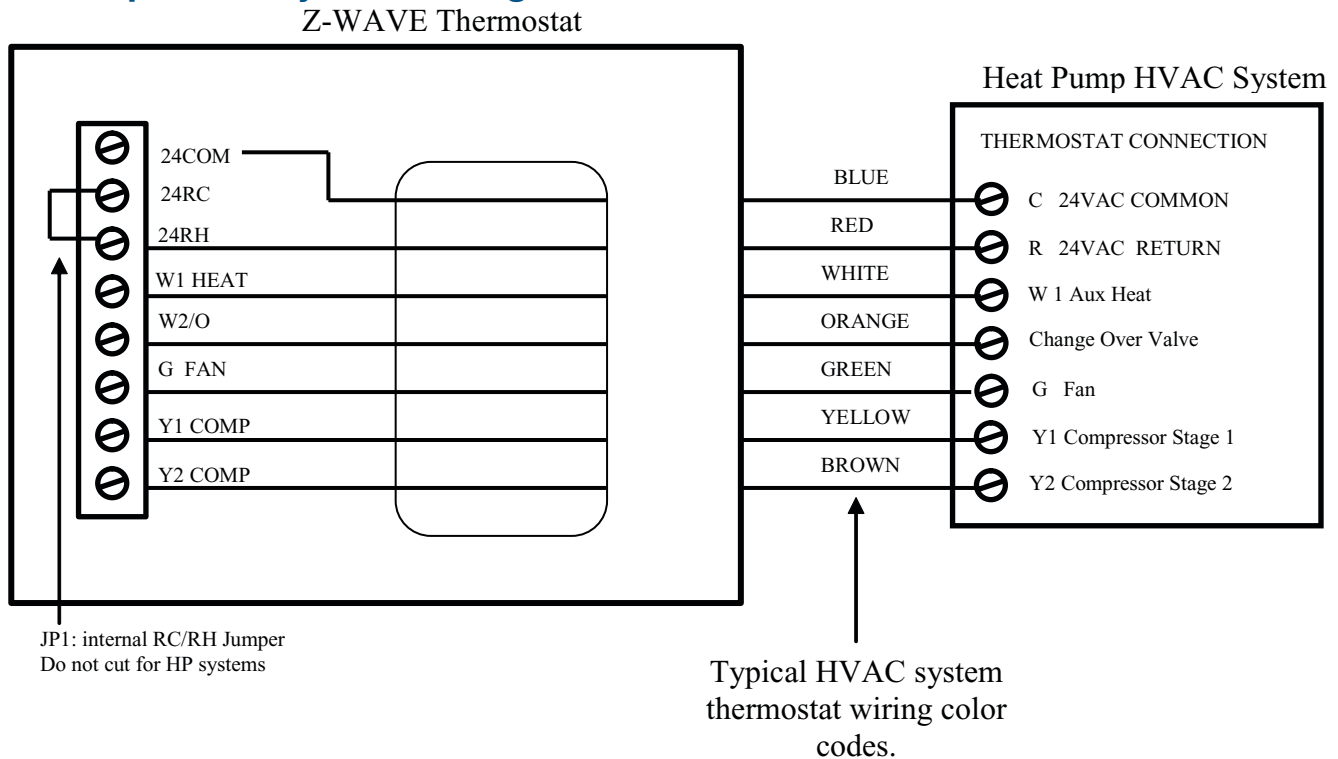 Z-WAVE Thermostat
Heat Pump HVAC System
THERMOSTAT CONNECTION
24COM
24RC
24RH
W1 HEAT
W2/O
G FAN
Y1 COMP
Y2 COMP
BLUE
RED
WHITE
ORANGE
GREEN
YELLOW
BROWN
C 24VAC COMMON
R 24VAC RETURN
W 1 Aux Heat
Change Over Valve
G Fan
Y1 Compressor Stage 1
Y2 Compressor Stage 2
JP1: internal RC/RH Jumper
Do not cut for HP systems
Typical HVAC system
thermostat wiring color
codes.